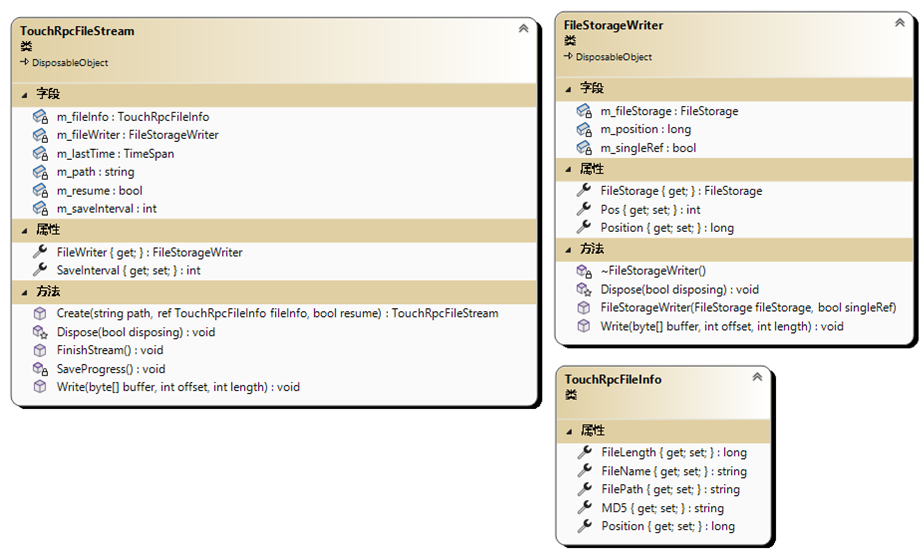 TouchRpcFileStream
类
DisposableObject
字段
m_fileInfo : TouchRpcFileInfo
m_fileWriter : FileStorageWriter
m_lastTime : TimeSpan
m_path : string
m_resume : bool
m_saveInterval : int
属性
FileWriter { get; } : FileStorageWriter
SaveInterval { get; set; } : int
方法
Create(string path, ref TouchRpcFileInfo fileInfo, bool resume) : TouchRpcFileStream
Dispose(bool disposing) : void
FinishStream() : void
SaveProgress() : void
Write(byte[] buffer, int offset, int length) : void
FileStorageWriter
类
DisposableObject
字段
m_fileStorage : FileStorage
m_position : long
m_singleRef : bool
属性
FileStorage { get; } : FileStorage
Pos { get; set; } : int
Position { get; set; } : long
方法
~FileStorageWriter()
Dispose(bool disposing) : void
FileStorageWriter(FileStorage fileStorage, bool singleRef)
Write(byte[] buffer, int offset, int length) : void
TouchRpcFileInfo
类
属性
FileLength { get; set; } : long
FileName { get; set; } : string
FilePath { get; set; } : string
MD5 { get; set; } : string
Position { get; set; } : long